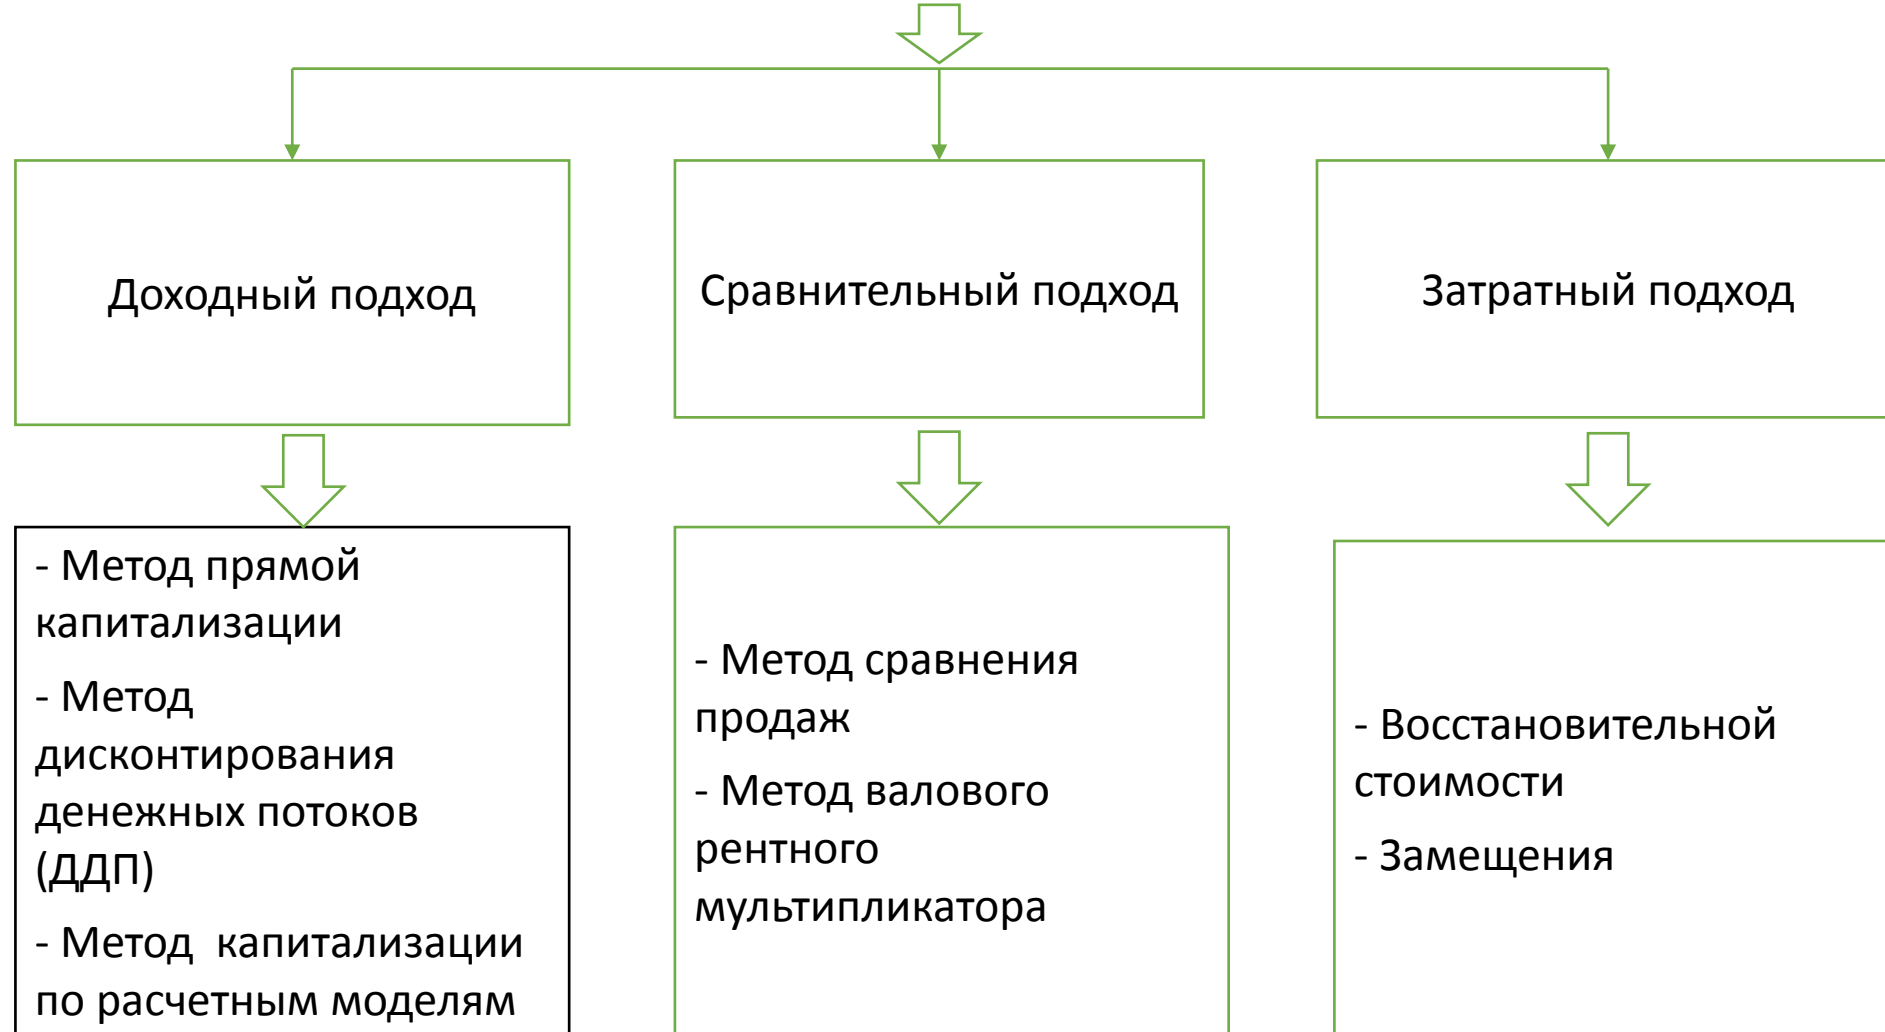 Доходный подход
Сравнительный подход
Затратный подход
- Метод прямой
капитализации
- Метод
дисконтирования
денежных потоков
(ДДП)
- Метод  капитализации
по расчетным моделям
- Метод сравнения
продаж
- Метод валового
рентного
мультипликатора
- Восстановительной
стоимости
- Замещения